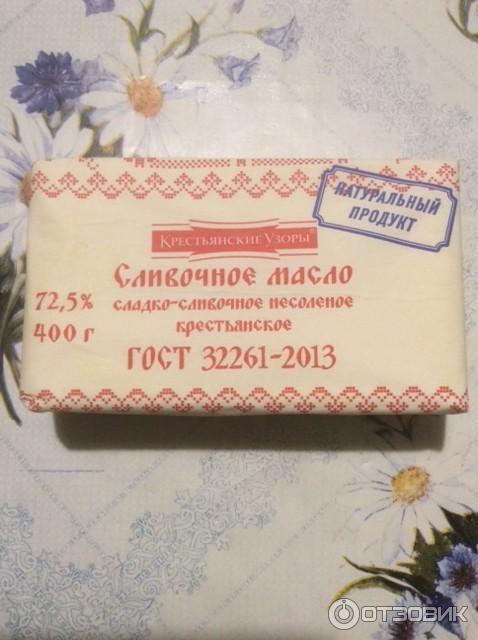 НАТУРАЛЬНЫЙ
ПРОДУКТ
КРЕСТЬЯНСКИЕ УЗОРЫ®
СЛИВОЧНОЕ МАСЛО
72,5% СЛАДКО-СЛИВОЧНОЕ НЕСОЛЕНОЕ
400 г КРЕСТЬЯНСКОЕ
ГОСТ 32261-2013
ОТЗОВИК